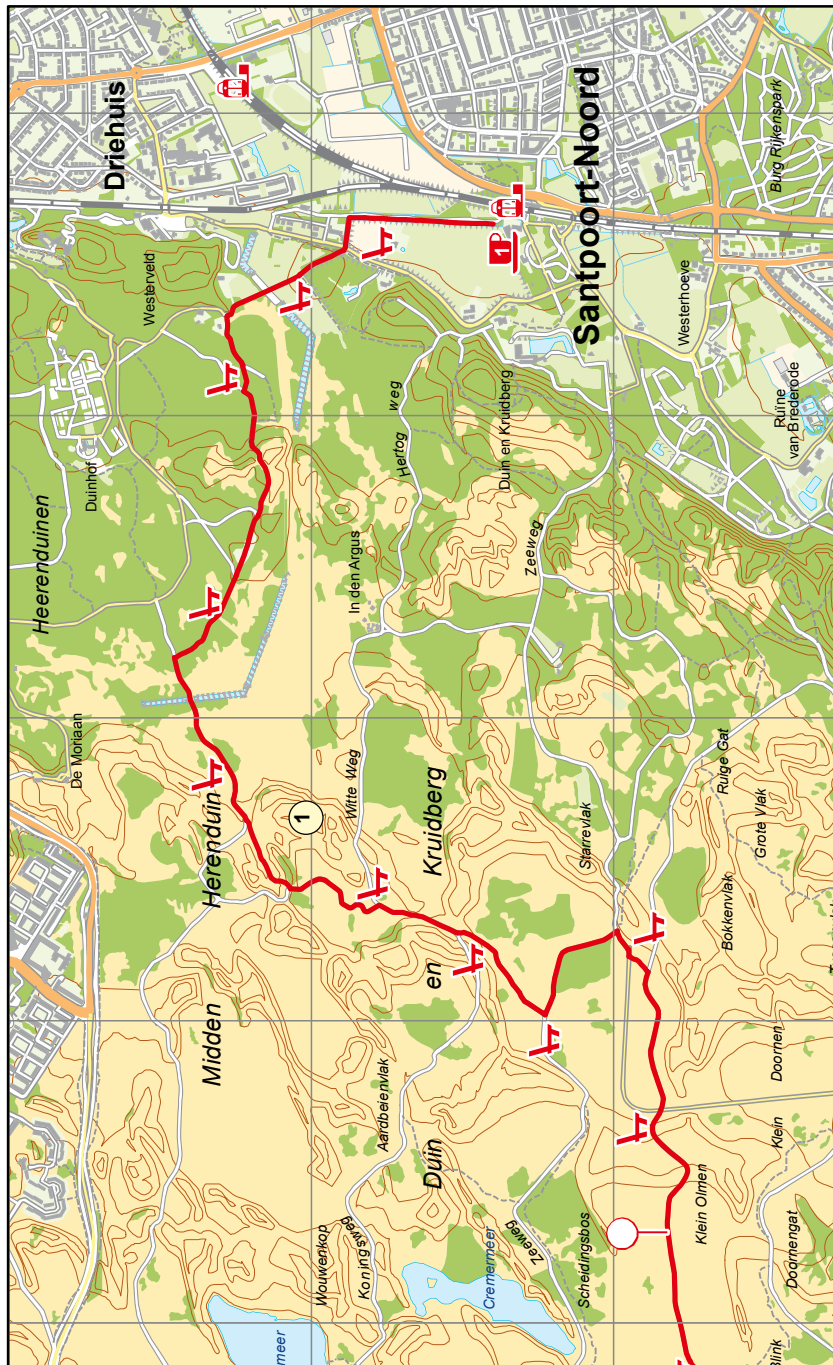 Driehuis
Westerveld
Santpoort-Noord
Burg Rijkenspark
1
P
Westerhoeve
Ruïne
van Brederode
Heerenduinen
Duinhof
Hertog weg
Duin en Kruidberg
In den Argus
Zeeweg
De Moriaan
Witte Weg
1
Herenduin
Kruidberg
Starrevlak
Ruige Gat
Grote Vlak
Bokkenvlak
Midden
en
Aardbeienvlak
Duin
Doornen
Klein
Klein Olmen
Doornengat
Wouwenkop
Koningsweg
Cremermeer
Zeeweg
Scheidingsbos
meer
Blink